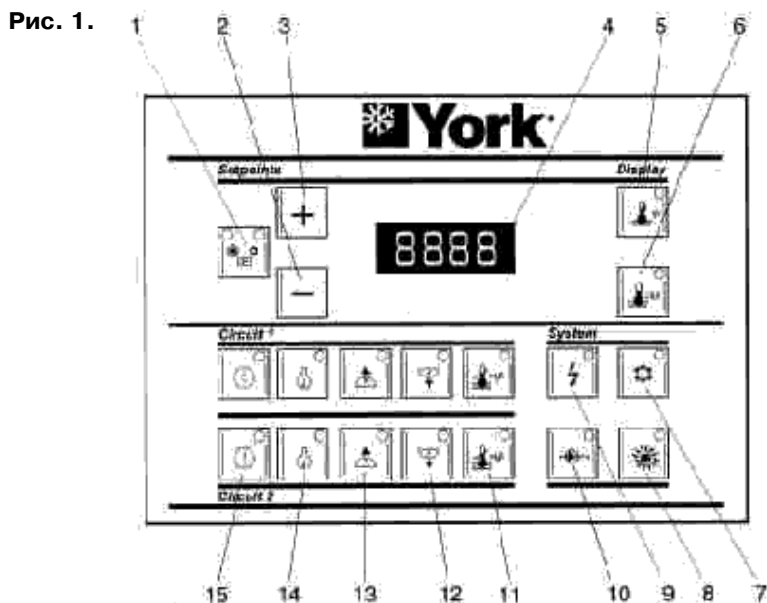 Рис. 1.
1 2 3 4 5 6
York
Setpoints Display
+
8888
−
Circuit 1 System
Circuit 2
15 14 13 12 11 10 9 8 7